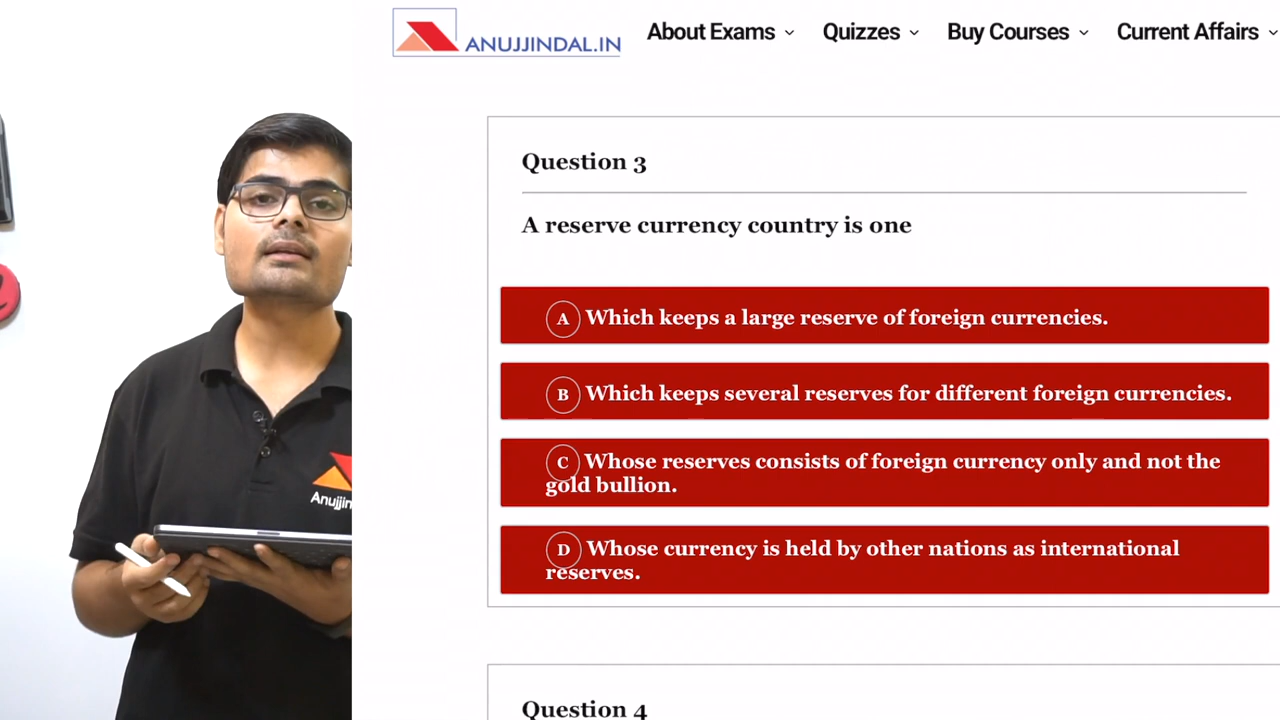 ANUJJINDAL.IN
About Exams
Quizzes
Buy Courses
Current Affairs
Question 3
A reserve currency country is one
A Which keeps a large reserve of foreign currencies.
B Which keeps several reserves for different foreign currencies.
C Whose reserves consists of foreign currency only and not the
gold bullion.
D Whose currency is held by other nations as international
reserves.
Question 4